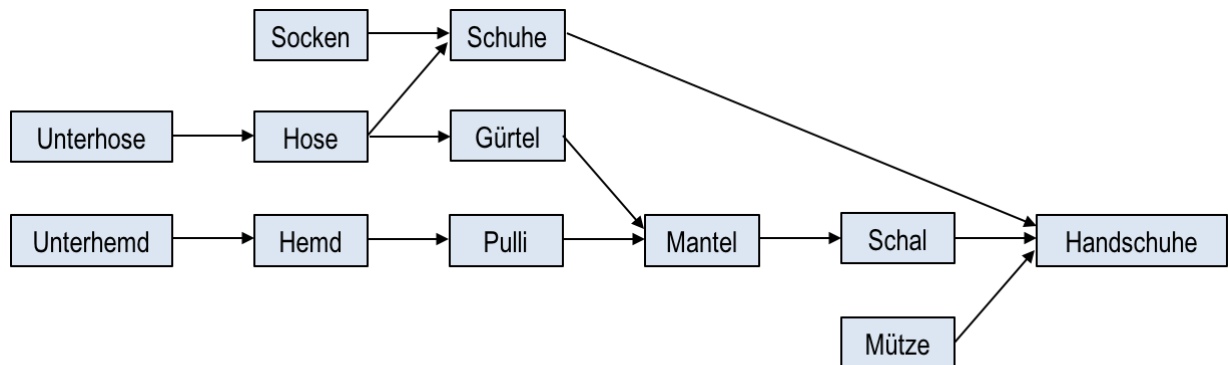 Socken
Schuhe
Unterhose
Hose
Gürtel
Unterhemd
Hemd
Pulli
Mantel
Schal
Handschuhe
Mütze